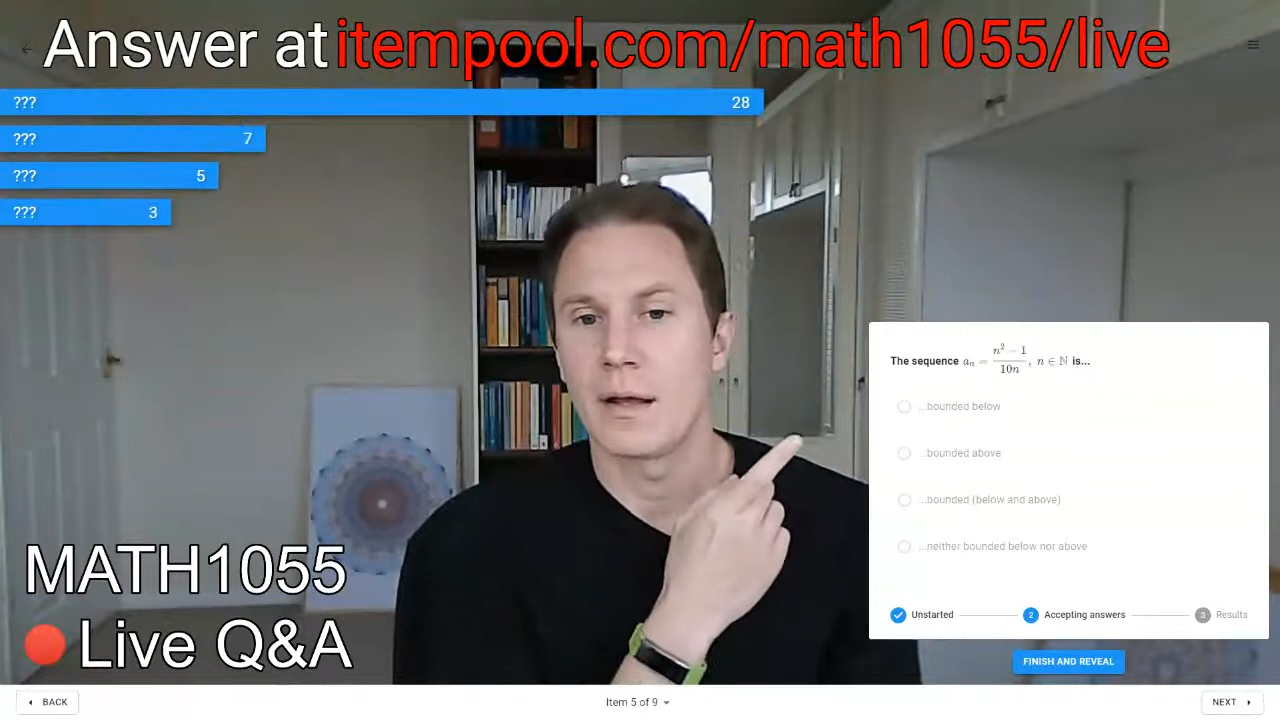 Answer at itempool.com/math1055/live
??? 28
??? 7
??? 5
??? 3
The sequence aₙ = (n² − 1)/(10n), n ∈ ℕ is...
...bounded below
...bounded above
...bounded (below and above)
...neither bounded below nor above
Unstarted 2 Accepting answers 3 Results
FINISH AND REVEAL
MATH1055
Live Q&A
BACK
Item 5 of 9
NEXT